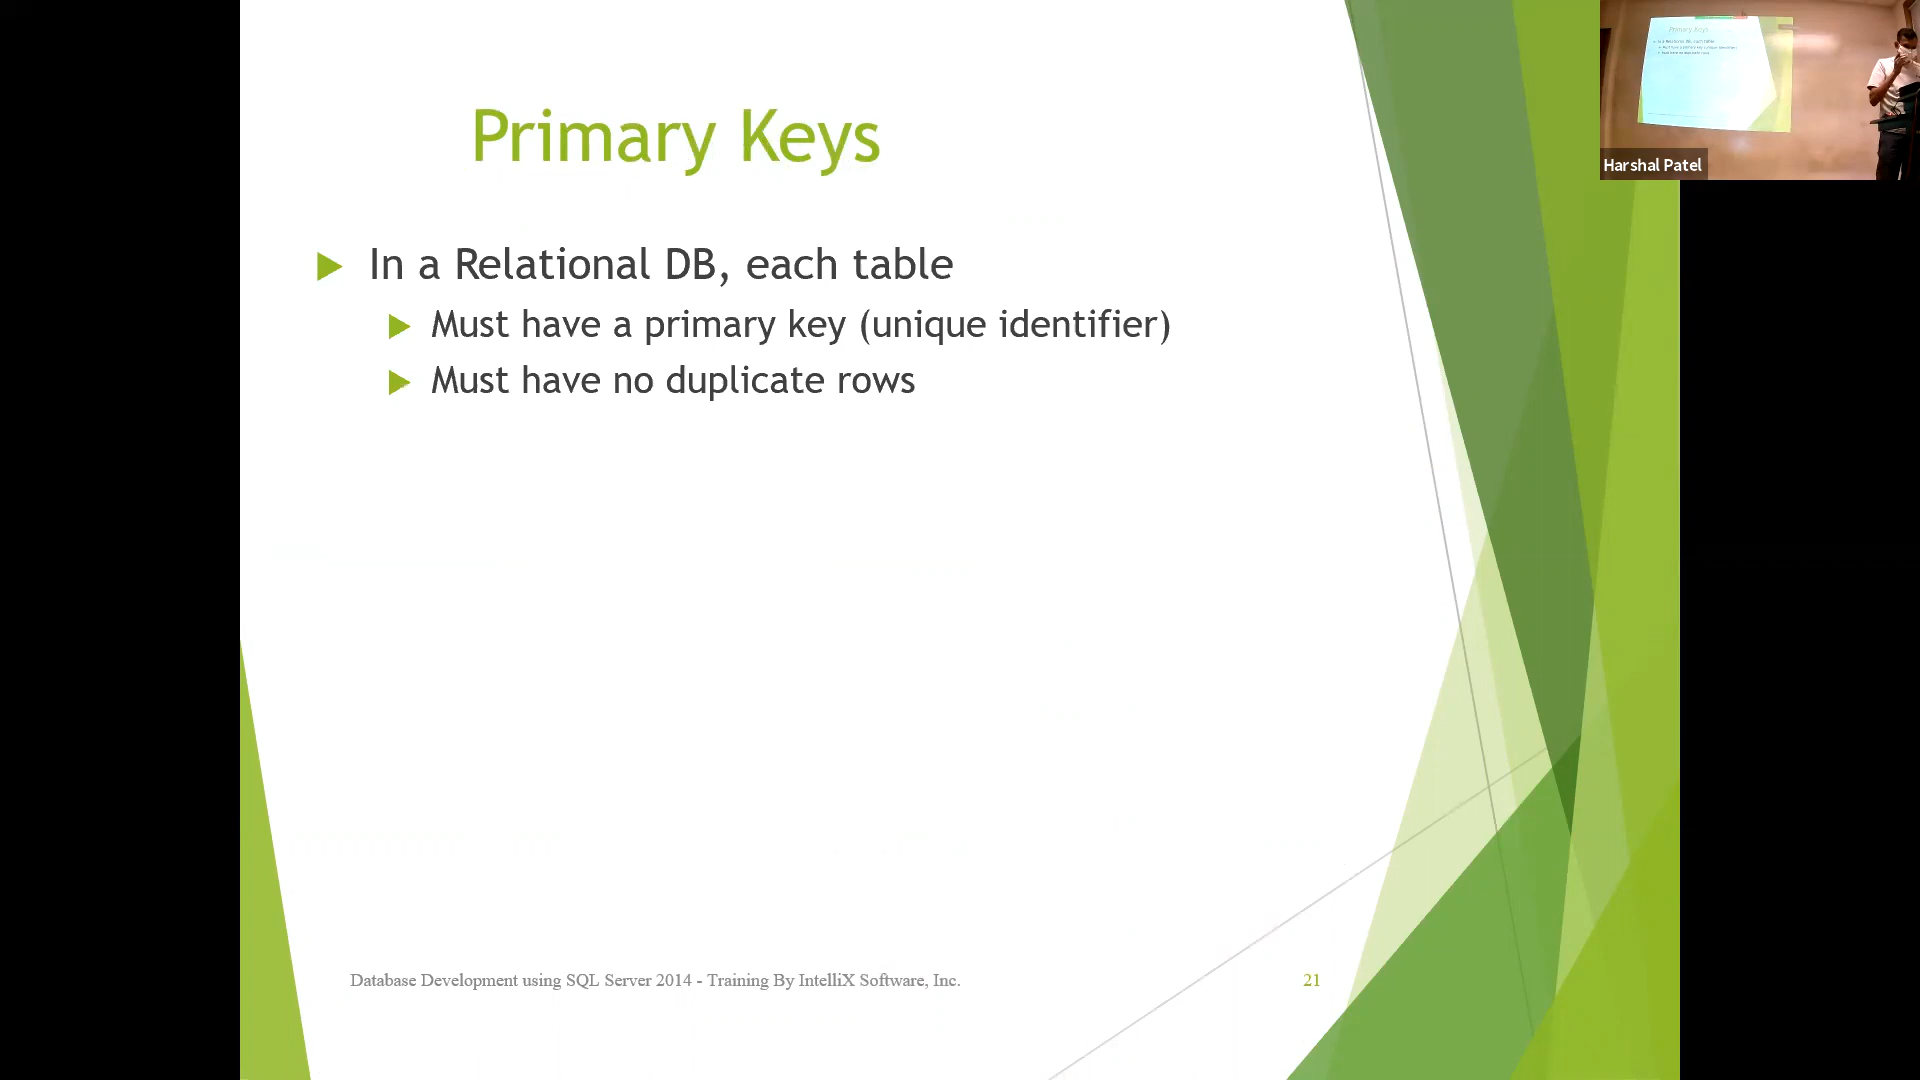 Primary Keys
In a Relational DB, each table
Must have a primary key (unique identifier)
Must have no duplicate rows
Database Development using SQL Server 2014 - Training By IntelliX Software, Inc.
21
Harshal Patel